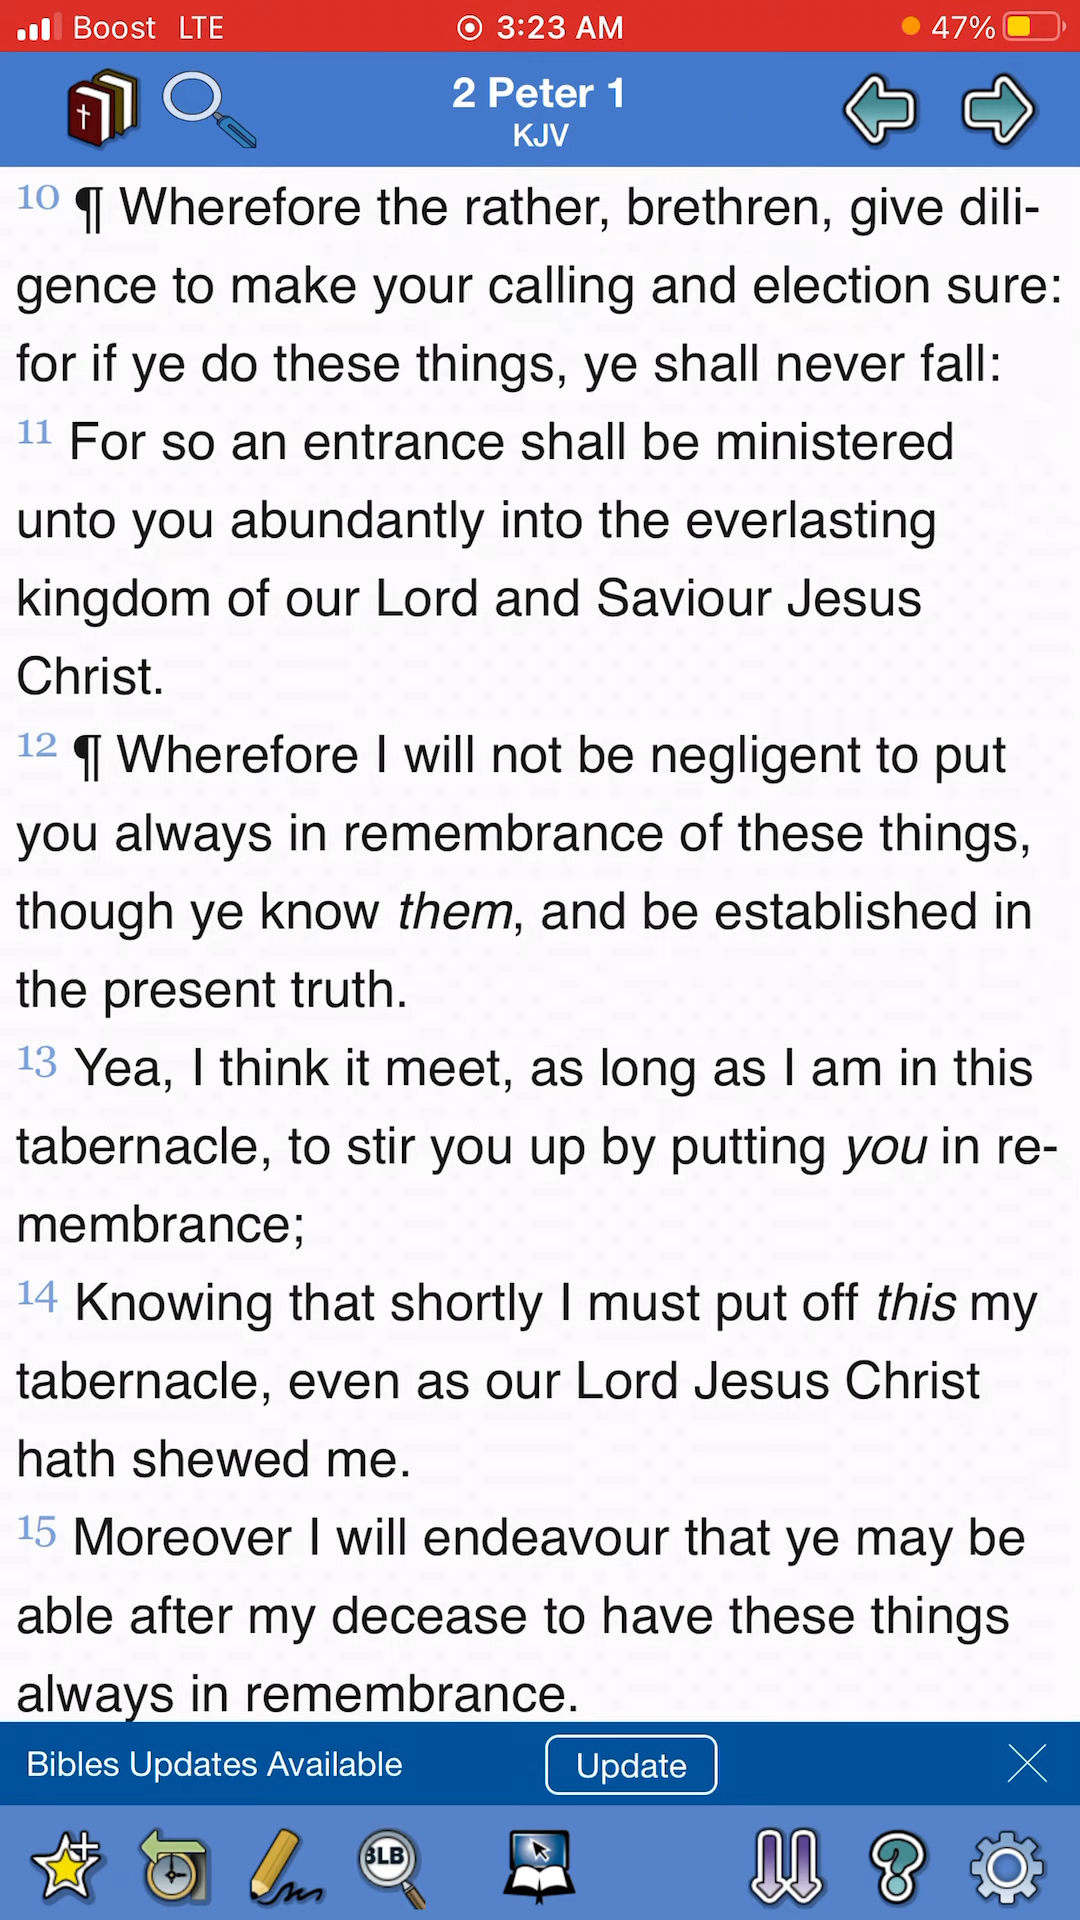 Boost LTE 3:23 AM 47%
2 Peter 1
KJV
10 ¶ Wherefore the rather, brethren, give dili-
gence to make your calling and election sure:
for if ye do these things, ye shall never fall:
11 For so an entrance shall be ministered
unto you abundantly into the everlasting
kingdom of our Lord and Saviour Jesus
Christ.
12 ¶ Wherefore I will not be negligent to put
you always in remembrance of these things,
though ye know them, and be established in
the present truth.
13 Yea, I think it meet, as long as I am in this
tabernacle, to stir you up by putting you in re-
membrance;
14 Knowing that shortly I must put off this my
tabernacle, even as our Lord Jesus Christ
hath shewed me.
15 Moreover I will endeavour that ye may be
able after my decease to have these things
always in remembrance.
Bibles Updates Available Update
BLB